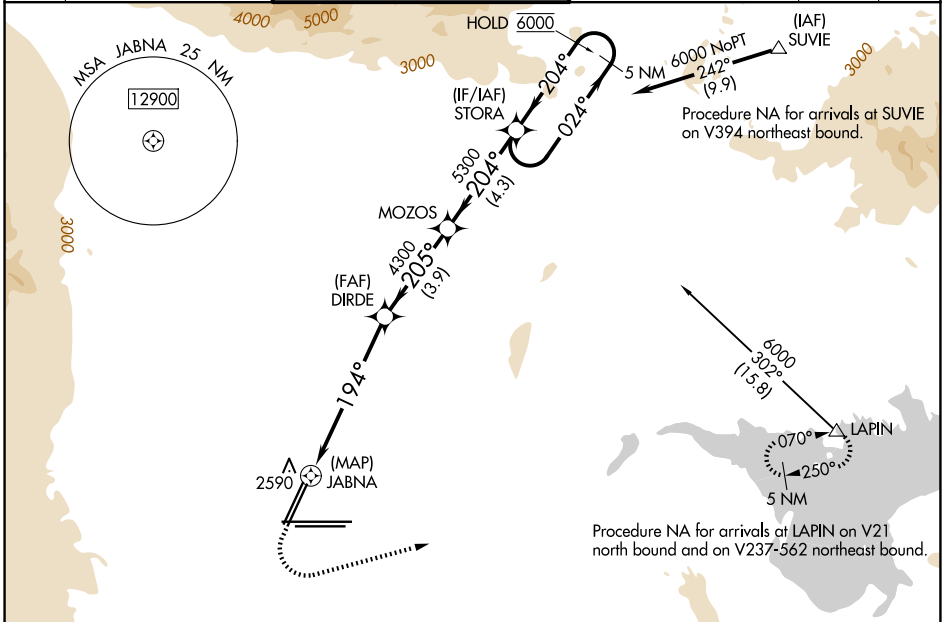 4000
5000
3000
HOLD 6000
MSA JABNA 25 NM
12900
204°
024°
5 NM
6000 NoPT
242°
(9.9)
(IAF)
SUVIE
3000
Procedure NA for arrivals at SUVIE
on V394 northeast bound.
(IF/IAF)
STORA
5300
204°
(4.3)
MOZOS
3000
4300
205°
(3.9)
(FAF)
DIRDE
194°
6000
302°
(15.8)
LAPIN
070°
250°
5 NM
2590
(MAP)
JABNA
Procedure NA for arrivals at LAPIN on V21
north bound and on V237-562 northeast bound.